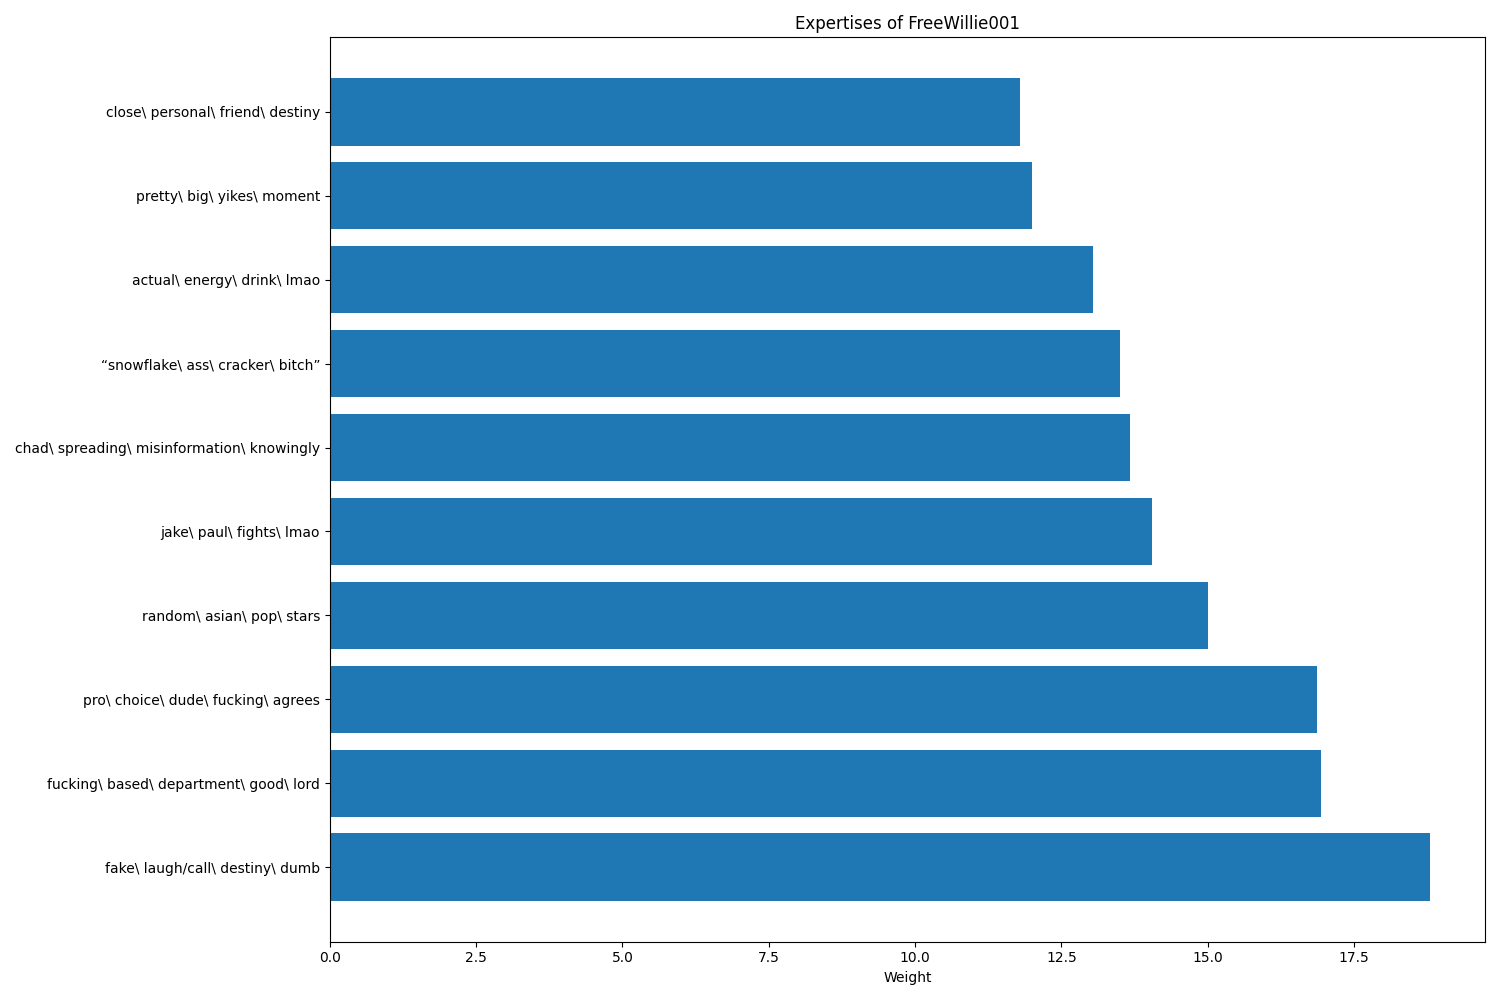 Expertises of FreeWillie001
close\ personal\ friend\ destiny
pretty\ big\ yikes\ moment
actual\ energy\ drink\ lmao
“snowflake\ ass\ cracker\ bitch”
chad\ spreading\ misinformation\ knowingly
jake\ paul\ fights\ lmao
random\ asian\ pop\ stars
pro\ choice\ dude\ fucking\ agrees
fucking\ based\ department\ good\ lord
fake\ laugh/call\ destiny\ dumb
0.0 2.5 5.0 7.5 10.0 12.5 15.0 17.5
Weight